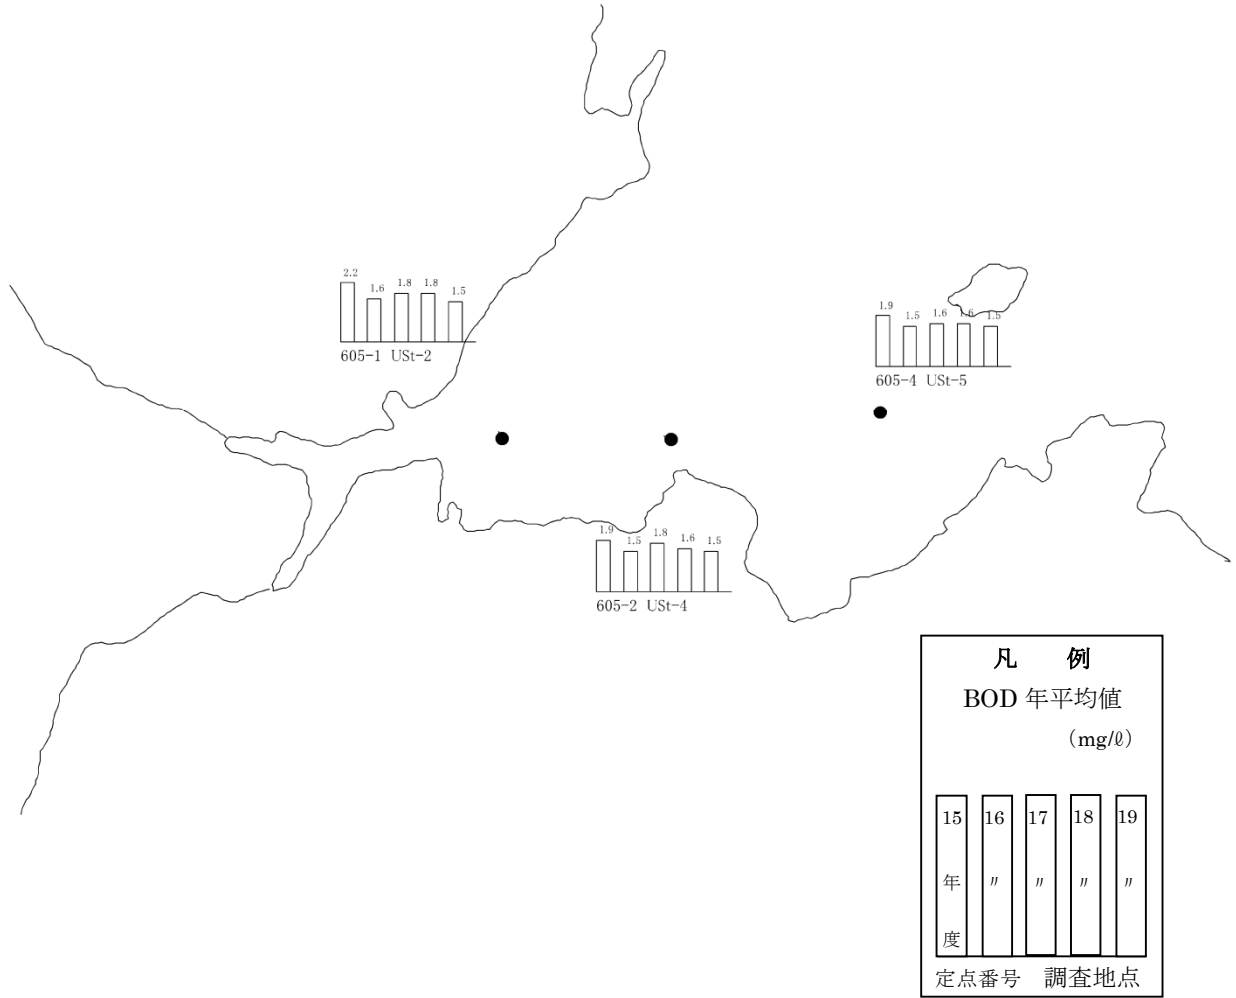 2.2 1.6 1.8 1.8 1.5
605-1 USt-2
1.9 1.5 1.6 1.6 1.5
605-4 USt-5
1.9 1.5 1.8 1.6 1.5
605-2 USt-4
凡 例
BOD 年平均値
(mg/ℓ)
15 16 17 18 19
年 〃 〃 〃 〃
度
定点番号 調査地点